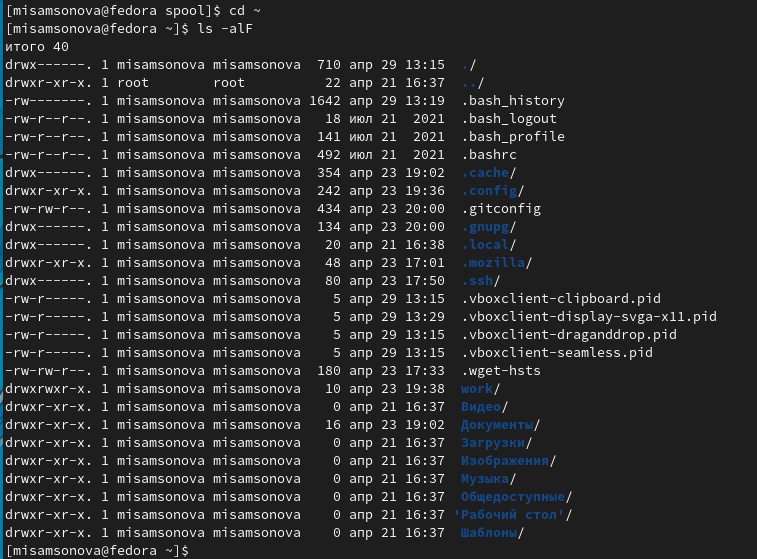 [misamsonova@fedora spool]$ cd ~
[misamsonova@fedora ~]$ ls -alF
итого 40
drwx------. 1 misamsonova misamsonova  710 апр 29 13:15  ./
drwxr-xr-x. 1 root        root          22 апр 21 16:37  ../
-rw-------. 1 misamsonova misamsonova 1642 апр 29 13:19  .bash_history
-rw-r--r--. 1 misamsonova misamsonova   18 июл 21  2021  .bash_logout
-rw-r--r--. 1 misamsonova misamsonova  141 июл 21  2021  .bash_profile
-rw-r--r--. 1 misamsonova misamsonova  492 июл 21  2021  .bashrc
drwx------. 1 misamsonova misamsonova  354 апр 23 19:02  .cache/
drwxr-xr-x. 1 misamsonova misamsonova  242 апр 23 19:36  .config/
-rw-rw-r--. 1 misamsonova misamsonova  434 апр 23 20:00  .gitconfig
drwx------. 1 misamsonova misamsonova  134 апр 23 20:00  .gnupg/
drwx------. 1 misamsonova misamsonova   20 апр 21 16:38  .local/
drwxr-xr-x. 1 misamsonova misamsonova   48 апр 23 17:01  .mozilla/
drwx------. 1 misamsonova misamsonova   80 апр 23 17:50  .ssh/
-rw-r-----. 1 misamsonova misamsonova    5 апр 29 13:15  .vboxclient-clipboard.pid
-rw-r-----. 1 misamsonova misamsonova    5 апр 29 13:29  .vboxclient-display-svga-x11.pid
-rw-r-----. 1 misamsonova misamsonova    5 апр 29 13:15  .vboxclient-draganddrop.pid
-rw-r-----. 1 misamsonova misamsonova    5 апр 29 13:15  .vboxclient-seamless.pid
-rw-rw-r--. 1 misamsonova misamsonova  180 апр 23 17:33  .wget-hsts
drwxrwxr-x. 1 misamsonova misamsonova   10 апр 23 19:38  work/
drwxr-xr-x. 1 misamsonova misamsonova    0 апр 21 16:37  Видео/
drwxr-xr-x. 1 misamsonova misamsonova   16 апр 23 19:02  Документы/
drwxr-xr-x. 1 misamsonova misamsonova    0 апр 21 16:37  Загрузки/
drwxr-xr-x. 1 misamsonova misamsonova    0 апр 21 16:37  Изображения/
drwxr-xr-x. 1 misamsonova misamsonova    0 апр 21 16:37  Музыка/
drwxr-xr-x. 1 misamsonova misamsonova    0 апр 21 16:37  Общедоступные/
drwxr-xr-x. 1 misamsonova misamsonova    0 апр 21 16:37 'Рабочий стол'/
drwxr-xr-x. 1 misamsonova misamsonova    0 апр 21 16:37  Шаблоны/
[misamsonova@fedora ~]$